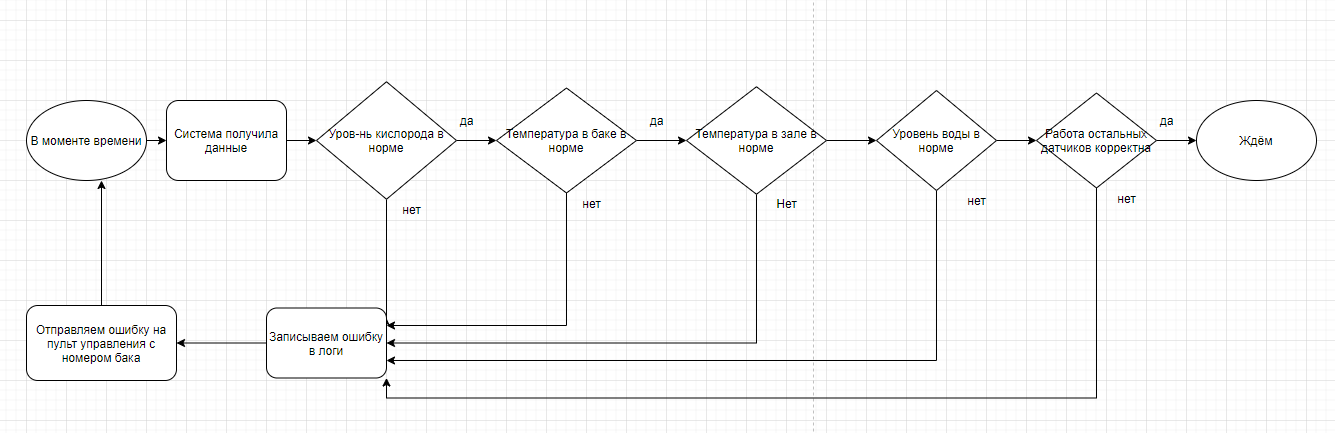 В моменте времени
Система получила
данные
Уров-нь кислорода в
норме
да
нет
Температура в баке в
норме
да
нет
Температура в зале в
норме
Нет
Уровень воды в
норме
нет
Работа остальных
датчиков корректна
да
нет
Ждём
Отправляем ошибку на
пульт управления с
номером бака
Записываем ошибку
в логи